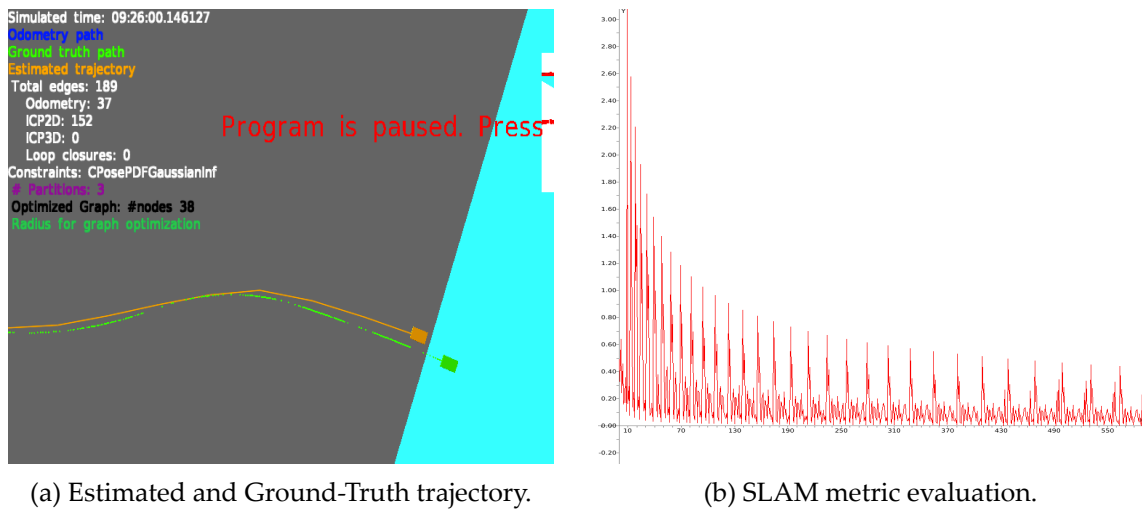 Simulated time: 09:26:00.146127
Odometry path
Ground truth path
Estimated trajectory
Total edges: 189
Odometry: 37
ICP2D: 152
ICP3D: 0
Loop closures: 0
Constraints: CPosePDFGaussianInf
# Partitions: 3
Optimized Graph: #nodes 38
Radius for graph optimization
Program is paused. Press
Y
3.00
2.80
2.60
2.40
2.20
2.00
1.80
1.60
1.40
1.20
1.00
0.80
0.60
0.40
0.20
-0.00
-0.20
10 70 130 190 250 310 370 430 490 550
(a) Estimated and Ground-Truth trajectory.
(b) SLAM metric evaluation.